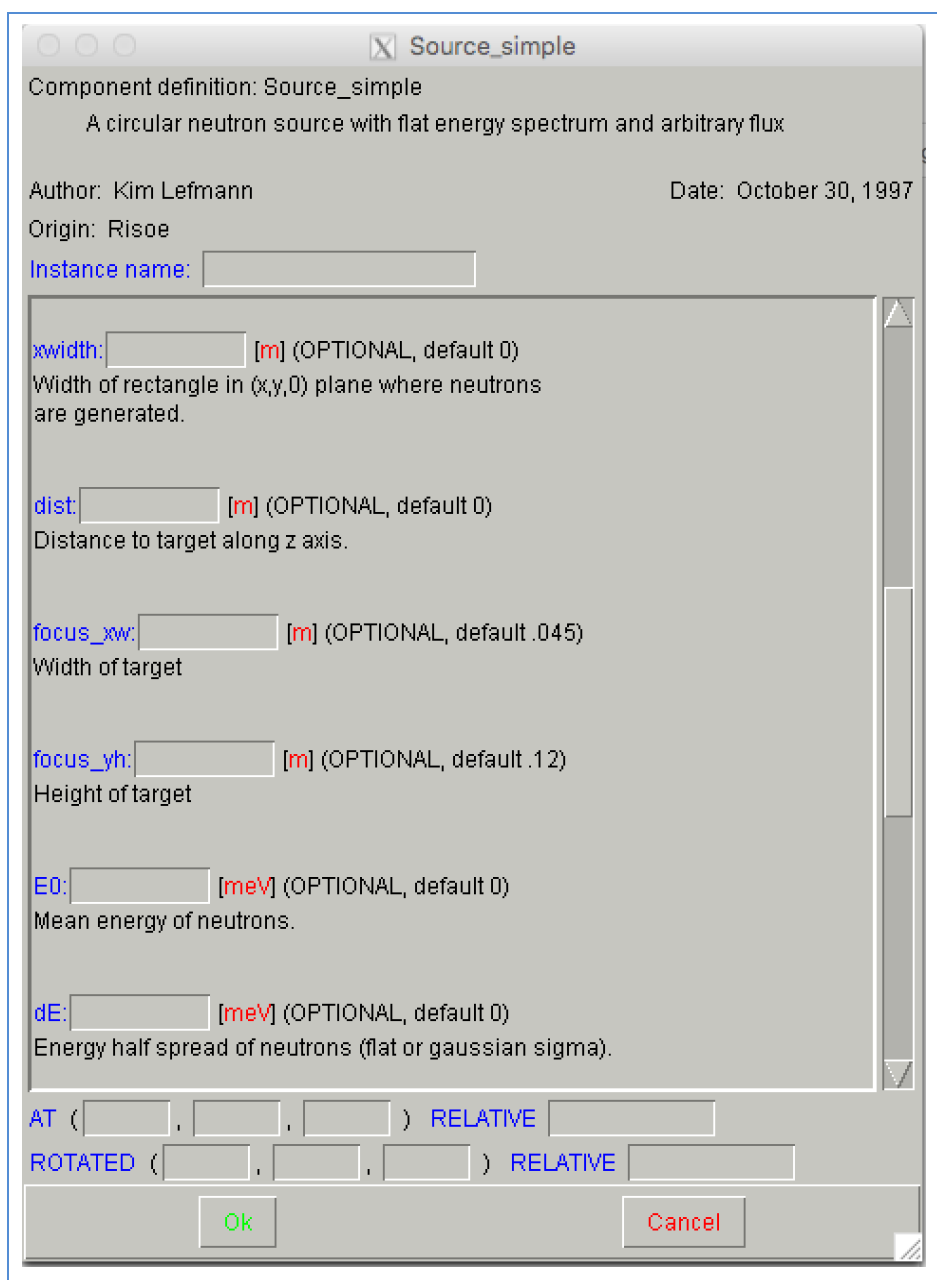 Source_simple
Component definition: Source_simple
A circular neutron source with flat energy spectrum and arbitrary flux
Author: Kim Lefmann Date: October 30, 1997
Origin: Risoe
Instance name:
xwidth: [m] (OPTIONAL, default 0)
Width of rectangle in (x,y,0) plane where neutrons
are generated.
dist: [m] (OPTIONAL, default 0)
Distance to target along z axis.
focus_xw: [m] (OPTIONAL, default .045)
Width of target
focus_yh: [m] (OPTIONAL, default .12)
Height of target
E0: [meV] (OPTIONAL, default 0)
Mean energy of neutrons.
dE: [meV] (OPTIONAL, default 0)
Energy half spread of neutrons (flat or gaussian sigma).
AT ( , , ) RELATIVE
ROTATED ( , , ) RELATIVE
Ok Cancel